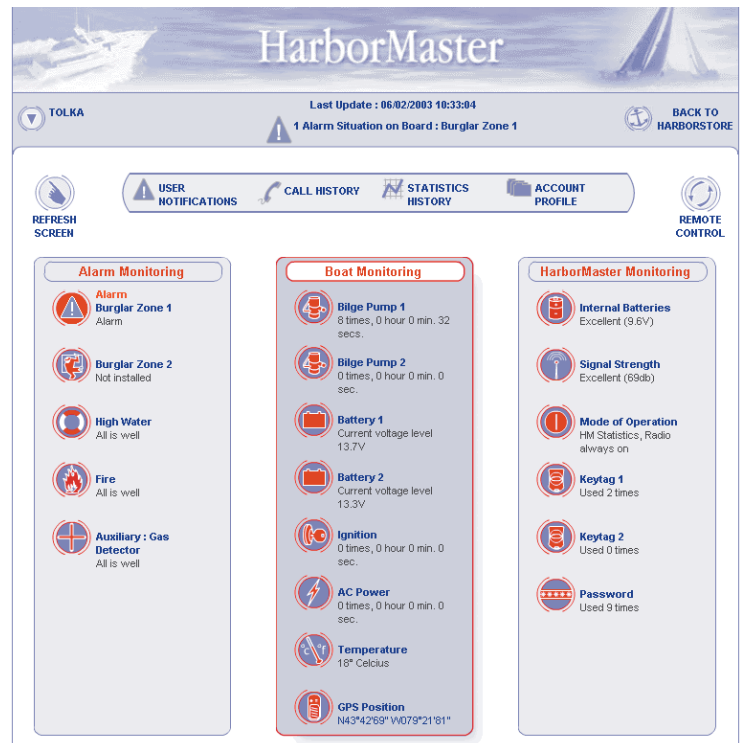 HarborMaster
TOLKA
Last Update : 06/02/2003 10:33:04
1 Alarm Situation on Board : Burglar Zone 1
BACK TO
HARBORSTORE
REFRESH
SCREEN
USER
NOTIFICATIONS
CALL HISTORY
STATISTICS
HISTORY
ACCOUNT
PROFILE
REMOTE
CONTROL
Alarm Monitoring
Alarm
Burglar Zone 1
Alarm
Burglar Zone 2
Not installed
High Water
All is well
Fire
All is well
Auxiliary : Gas
Detector
All is well
Boat Monitoring
Bilge Pump 1
8 times, 0 hour 0 min. 32
secs.
Bilge Pump 2
0 times, 0 hour 0 min. 0
sec.
Battery 1
Current voltage level
13.7V
Battery 2
Current voltage level
13.3V
Ignition
0 times, 0 hour 0 min. 0
sec.
AC Power
0 times, 0 hour 0 min. 0
sec.
°C °F
Temperature
18° Celcius
GPS Position
N43°42'69" W079°21'81"
HarborMaster Monitoring
Internal Batteries
Excellent (9.6V)
Signal Strength
Excellent (69db)
Mode of Operation
HM Statistics, Radio
always on
Keytag 1
Used 2 times
Keytag 2
Used 0 times
Password
Used 9 times